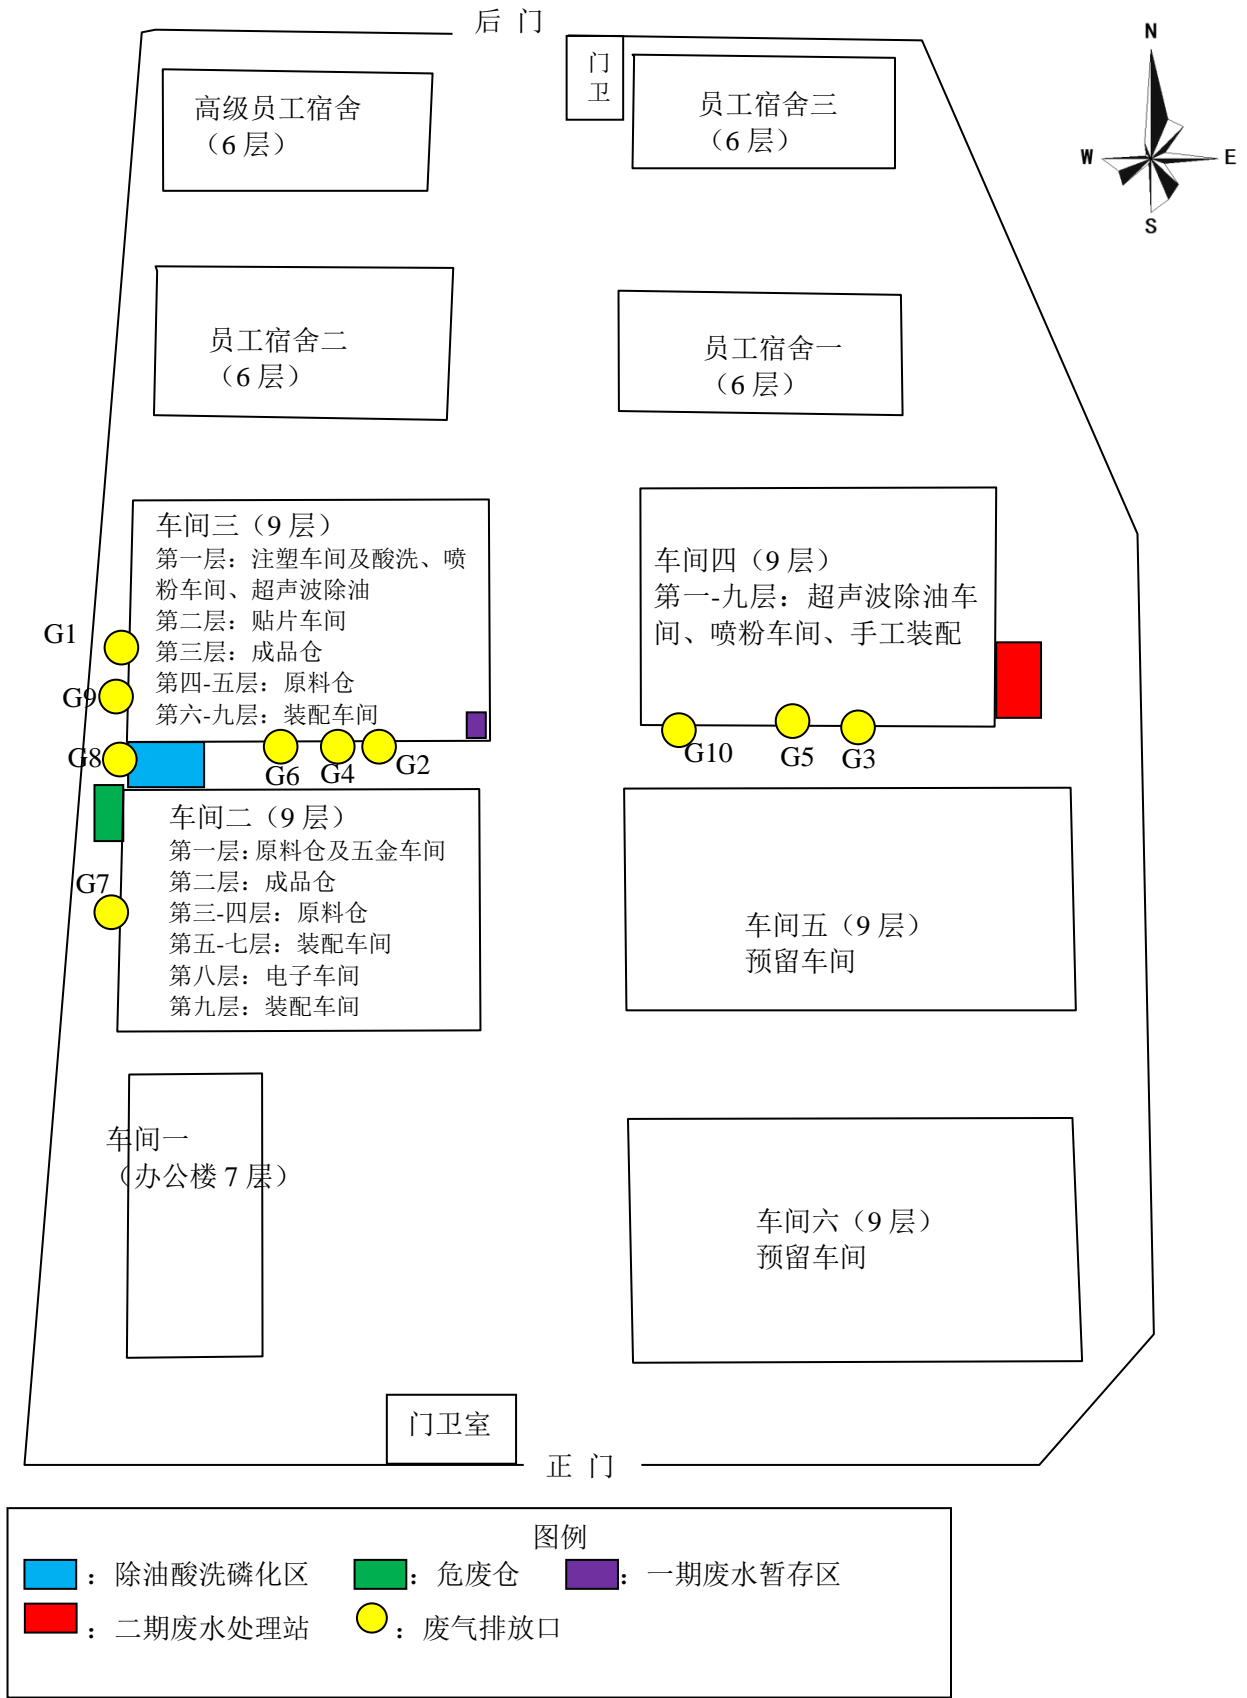 后 门
门
卫
N
W
E
S
高级员工宿舍
（6 层）
员工宿舍三
（6 层）
员工宿舍二
（6 层）
员工宿舍一
（6 层）
车间三（9 层）
第一层：注塑车间及酸洗、喷
粉车间、超声波除油
第二层：贴片车间
第三层：成品仓
第四-五层：原料仓
第六-九层：装配车间
车间四（9 层）
第一-九层：超声波除油车
间、喷粉车间、手工装配
G1
G9
G8
G6
G4
G2
G10
G5
G3
车间二（9 层）
第一层：原料仓及五金车间
第二层：成品仓
第三-四层：原料仓
第五-七层：装配车间
第八层：电子车间
第九层：装配车间
G7
车间五（9 层）
预留车间
车间一
（办公楼 7 层）
车间六（9 层）
预留车间
门卫室
正 门
图例
：除油酸洗磷化区
：危废仓
：一期废水暂存区
：二期废水处理站
：废气排放口